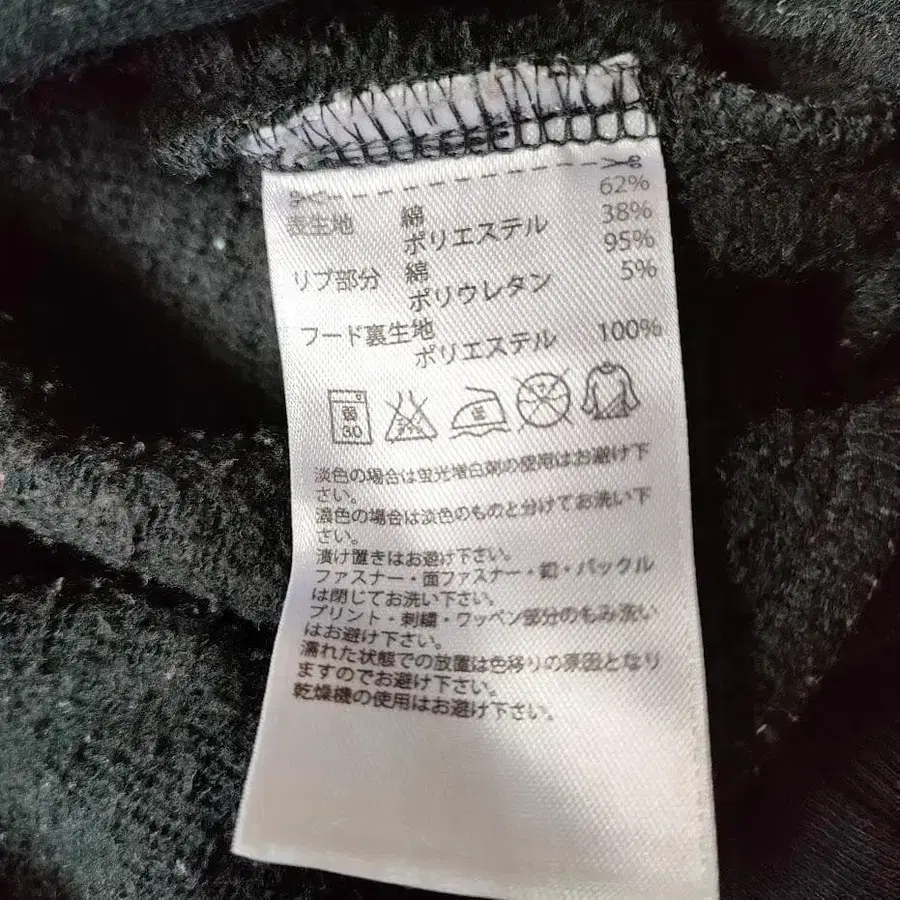 表生地 綿 62%
ポリエステル 38%
リブ部分 綿 95%
ポリウレタン 5%
フード裏生地
ポリエステル 100%
弱
30
淡色の場合は蛍光増白剤の使用はお避け下
さい。
濃色の場合は淡色のものと分けてお洗い下
さい。
漬け置きはお避け下さい。
ファスナー・面ファスナー・釦・バックル
は閉じてお洗い下さい。
プリント・刺繍・ワッペン部分のもみ洗い
はお避け下さい。
濡れた状態での放置は色移りの原因となり
ますのでお避け下さい。
乾燥機の使用はお避け下さい。